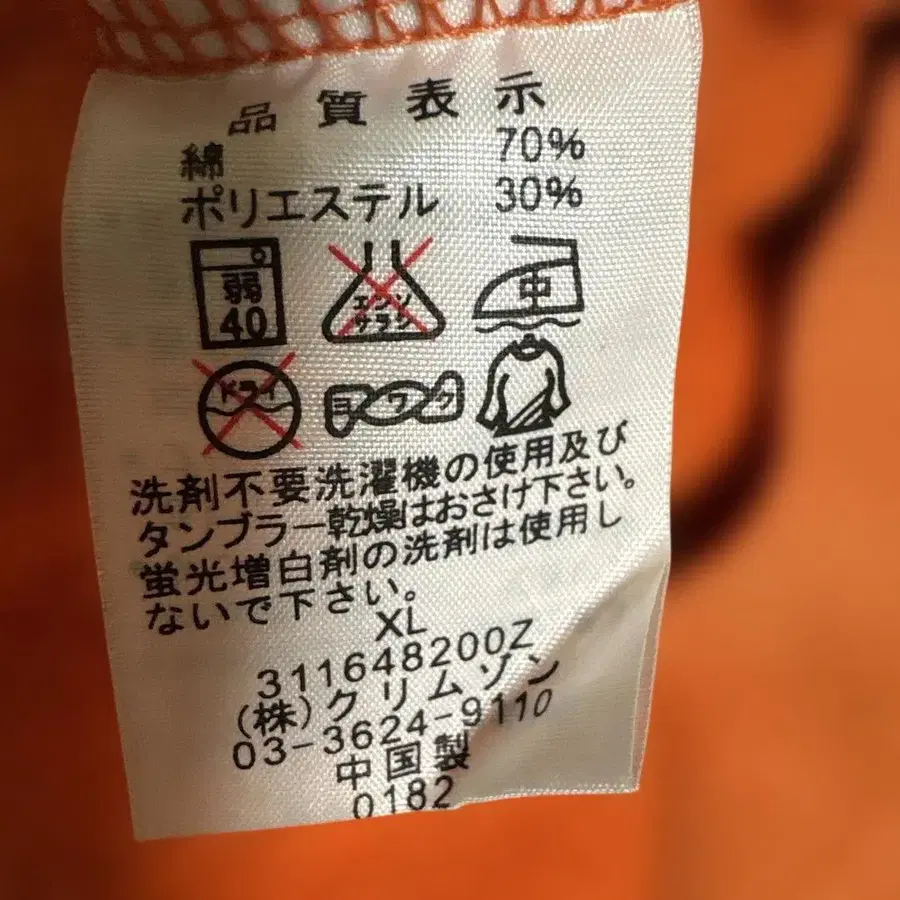 品質表示
綿 70%
ポリエステル 30%
弱
40
エンソ
サラシ
中
ドライ
ヨワク
洗剤不要洗濯機の使用及び
タンブラー乾燥はおさけ下さい。
蛍光増白剤の洗剤は使用し
ないで下さい。
XL
311648200Z
(株)クリムゾン
03-3624-9110
中国製
0182